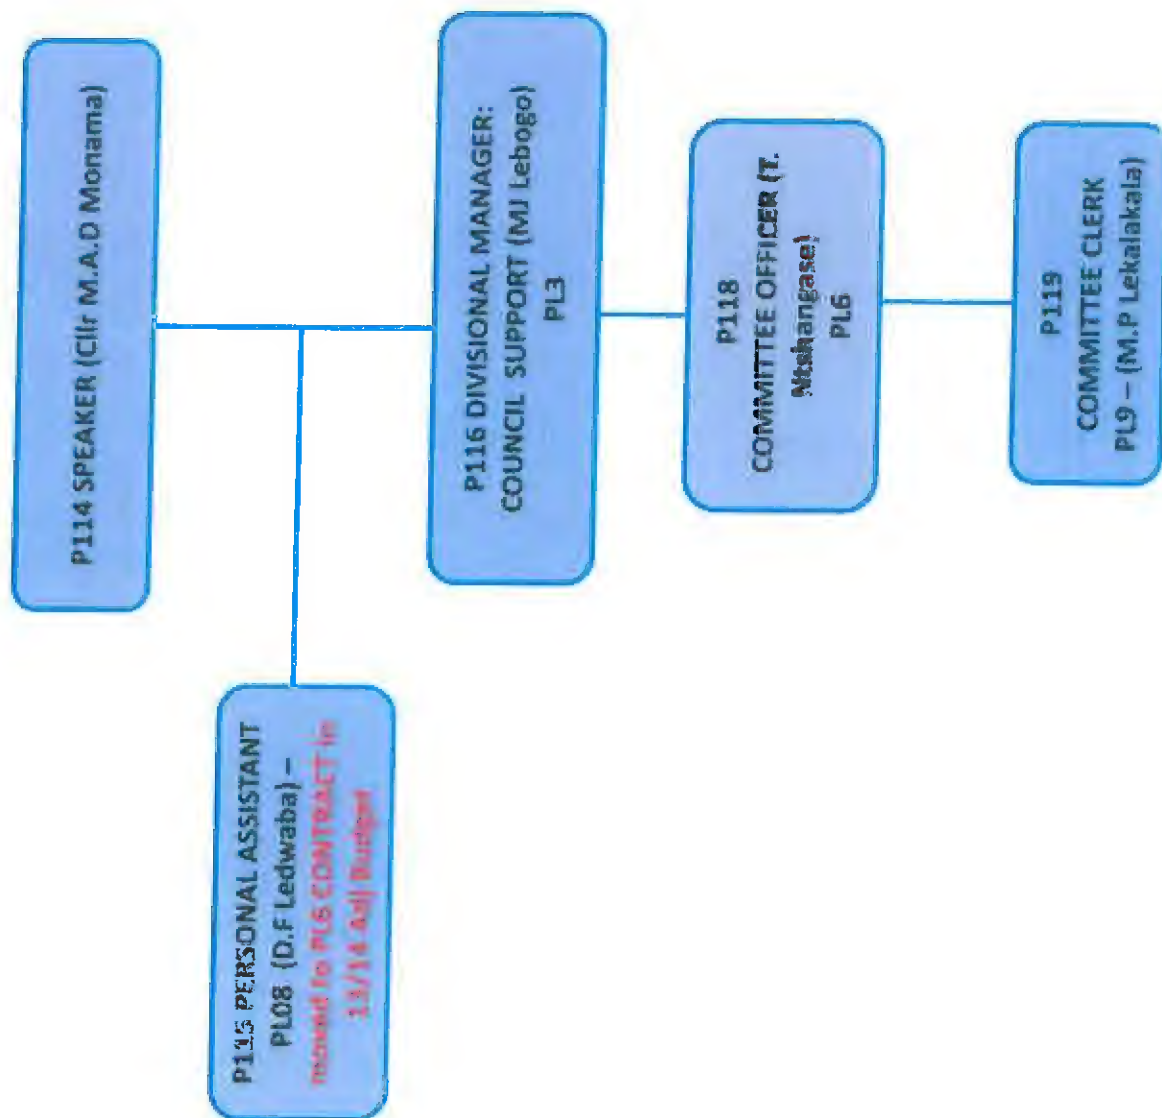 P114 SPEAKER (Cllr M.A.D Monama)
P115 PERSONAL ASSISTANT
PL08 (D.F Ledwaba) –
moved to PL6 CONTRACT in
13/14 Adj Budget
P116 DIVISIONAL MANAGER:
COUNCIL SUPPORT (MJ Lebogo)
PL3
P118
COMMITTEE OFFICER (T.
Ntshangase)
PL6
P119
COMMITTEE CLERK
PL9 – (M.P Lekalakala)